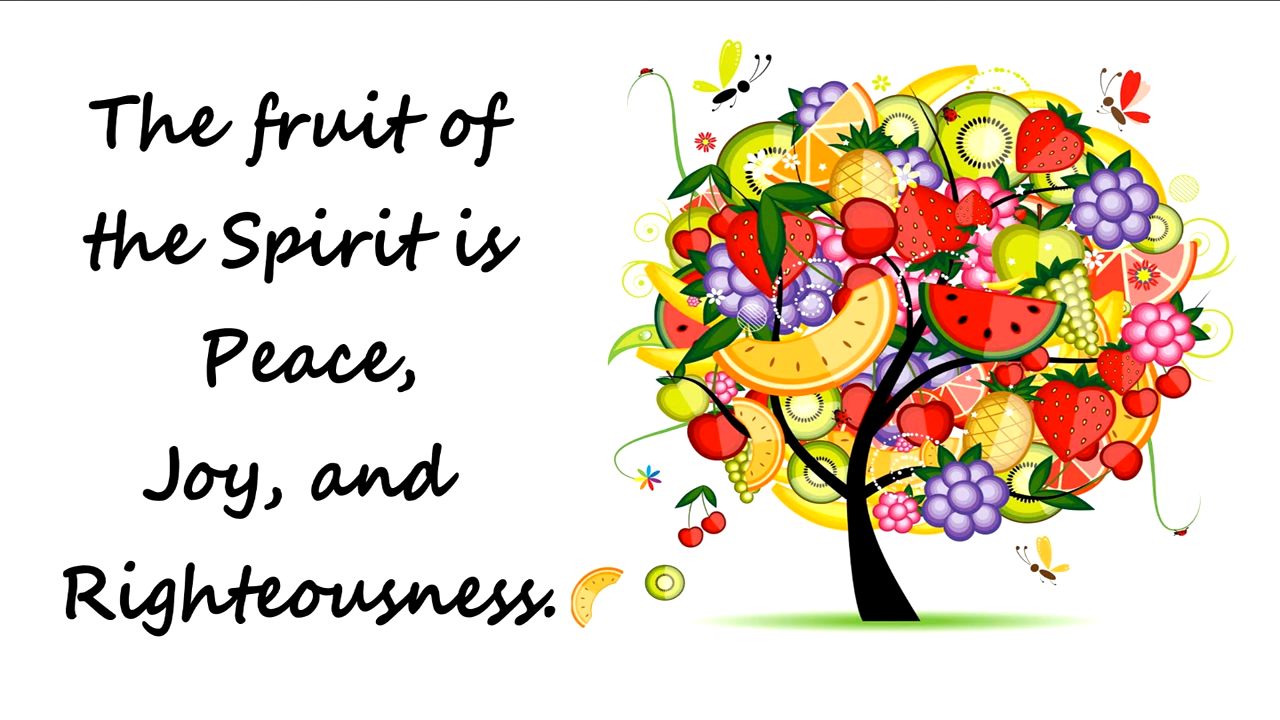 The fruit of
the Spirit is
Peace,
Joy, and
Righteousness.